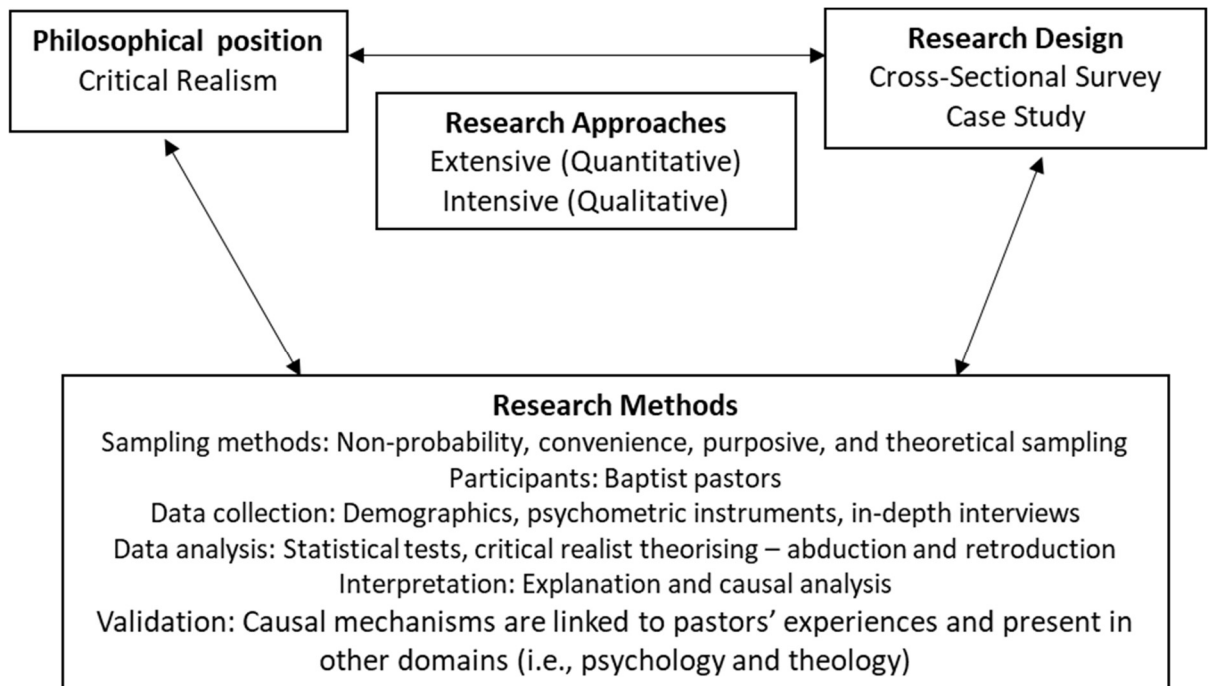 Philosophical position
Critical Realism
Research Design
Cross-Sectional Survey
Case Study
Research Approaches
Extensive (Quantitative)
Intensive (Qualitative)
Research Methods
Sampling methods: Non-probability, convenience, purposive, and theoretical sampling
Participants: Baptist pastors
Data collection: Demographics, psychometric instruments, in-depth interviews
Data analysis: Statistical tests, critical realist theorising – abduction and retroduction
Interpretation: Explanation and causal analysis
Validation: Causal mechanisms are linked to pastors’ experiences and present in
other domains (i.e., psychology and theology)